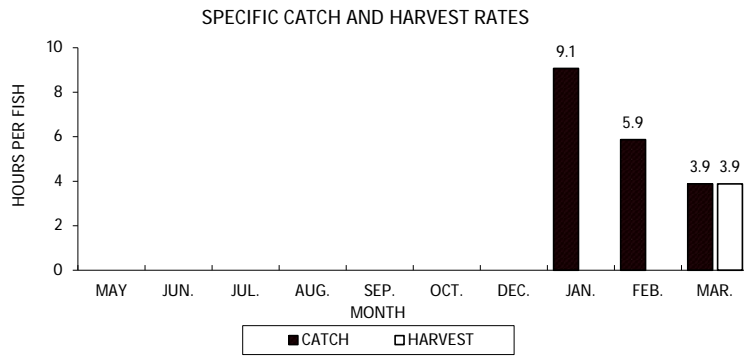 SPECIFIC CATCH AND HARVEST RATES
HOURS PER FISH
10
8
6
4
2
0
9.1
5.9
3.9 3.9
MAY JUN. JUL. AUG. SEP. OCT. DEC. JAN. FEB. MAR.
MONTH
CATCH HARVEST